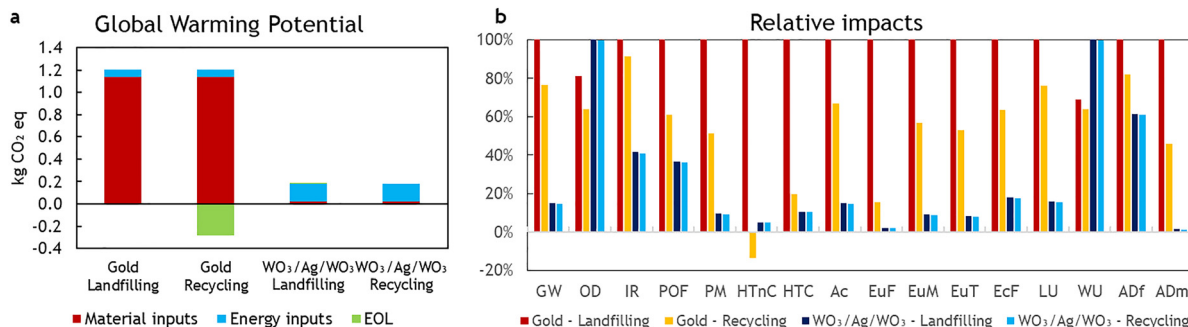 a
Global Warming Potential
kg CO₂ eq
1.4
1.2
1.0
0.8
0.6
0.4
0.2
0.0
-0.2
-0.4
Gold
Landfilling
Gold
Recycling
WO₃/Ag/WO₃
Landfilling
WO₃/Ag/WO₃
Recycling
Material inputs
Energy inputs
EOL
b
Relative impacts
100%
80%
60%
40%
20%
0%
-20%
GW OD IR POF PM HTnC HTC Ac EuF EuM EuT EcF LU WU ADf ADm
Gold - Landfilling
Gold - Recycling
WO₃/Ag/WO₃ - Landfilling
WO₃/Ag/WO₃ - Recycling